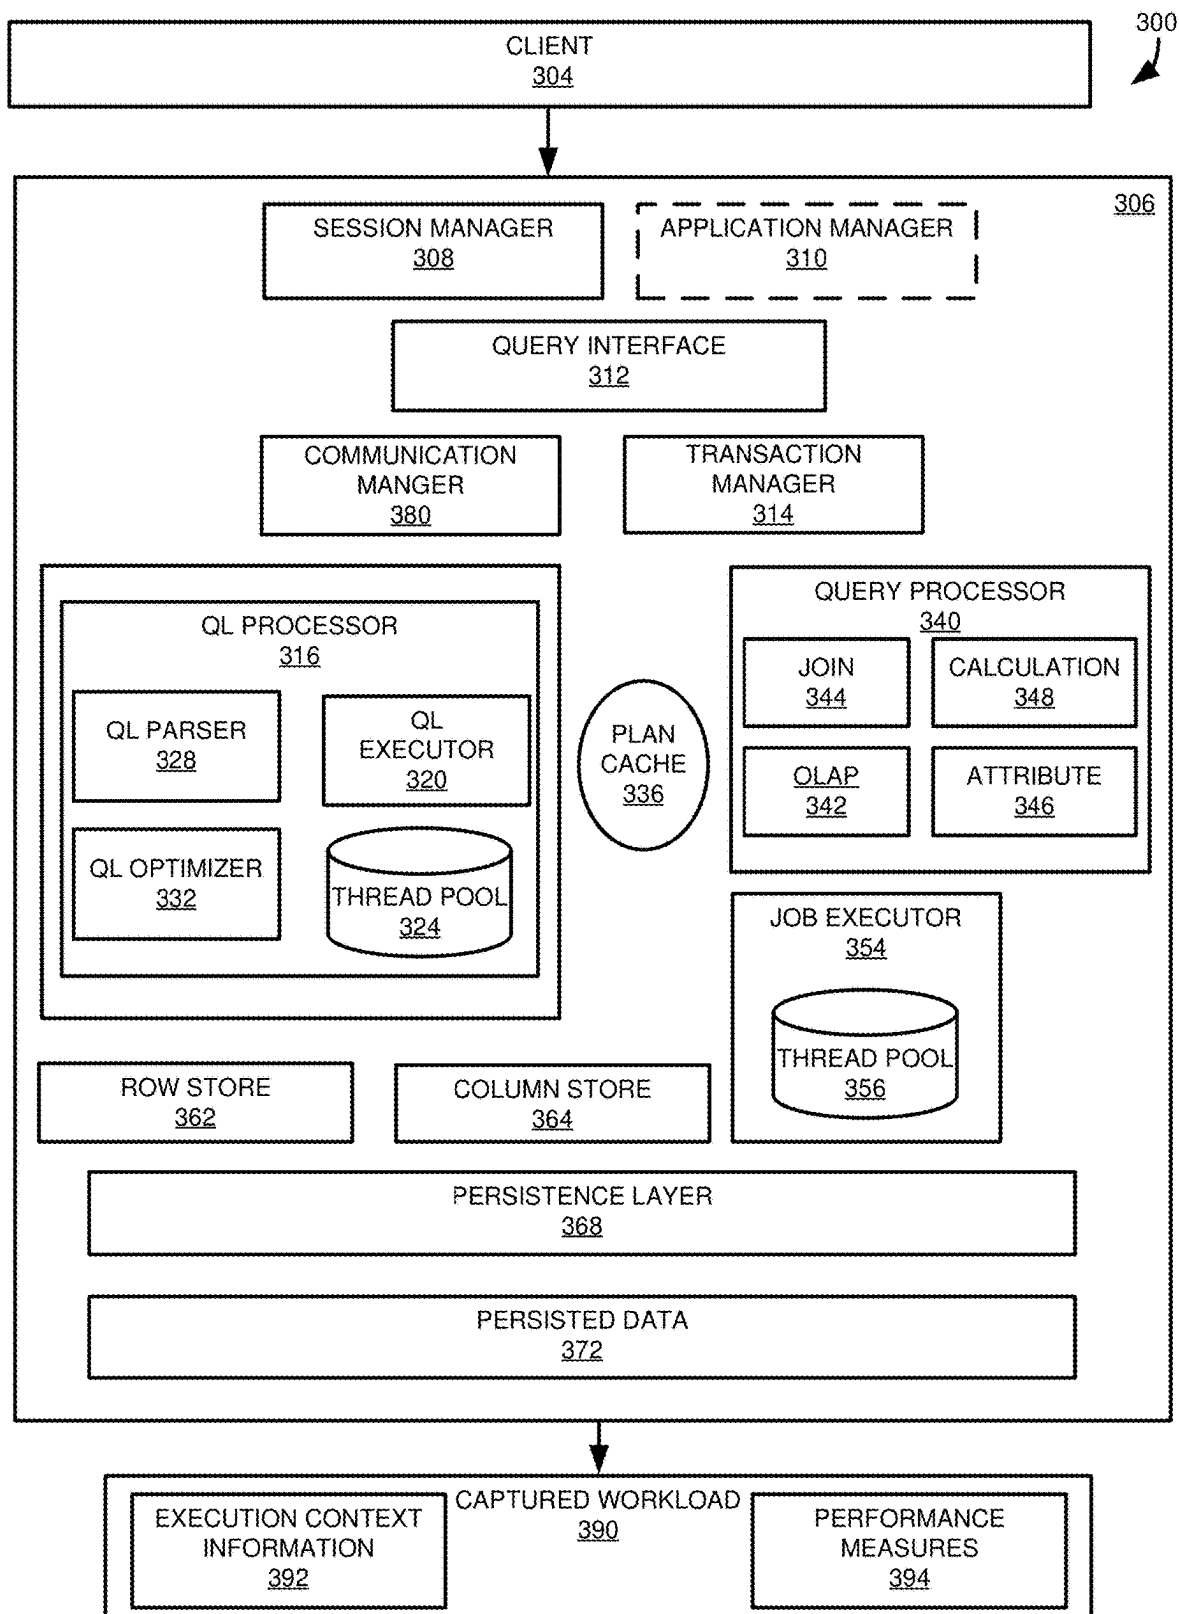 300
CLIENT
304
306
SESSION MANAGER
308
APPLICATION MANAGER
310
QUERY INTERFACE
312
COMMUNICATION
MANGER
380
TRANSACTION
MANAGER
314
QL PROCESSOR
316
QL PARSER
328
QL
EXECUTOR
320
QL OPTIMIZER
332
THREAD POOL
324
PLAN
CACHE
336
QUERY PROCESSOR
340
JOIN
344
CALCULATION
348
OLAP
342
ATTRIBUTE
346
JOB EXECUTOR
354
THREAD POOL
356
ROW STORE
362
COLUMN STORE
364
PERSISTENCE LAYER
368
PERSISTED DATA
372
CAPTURED WORKLOAD
390
EXECUTION CONTEXT
INFORMATION
392
PERFORMANCE
MEASURES
394